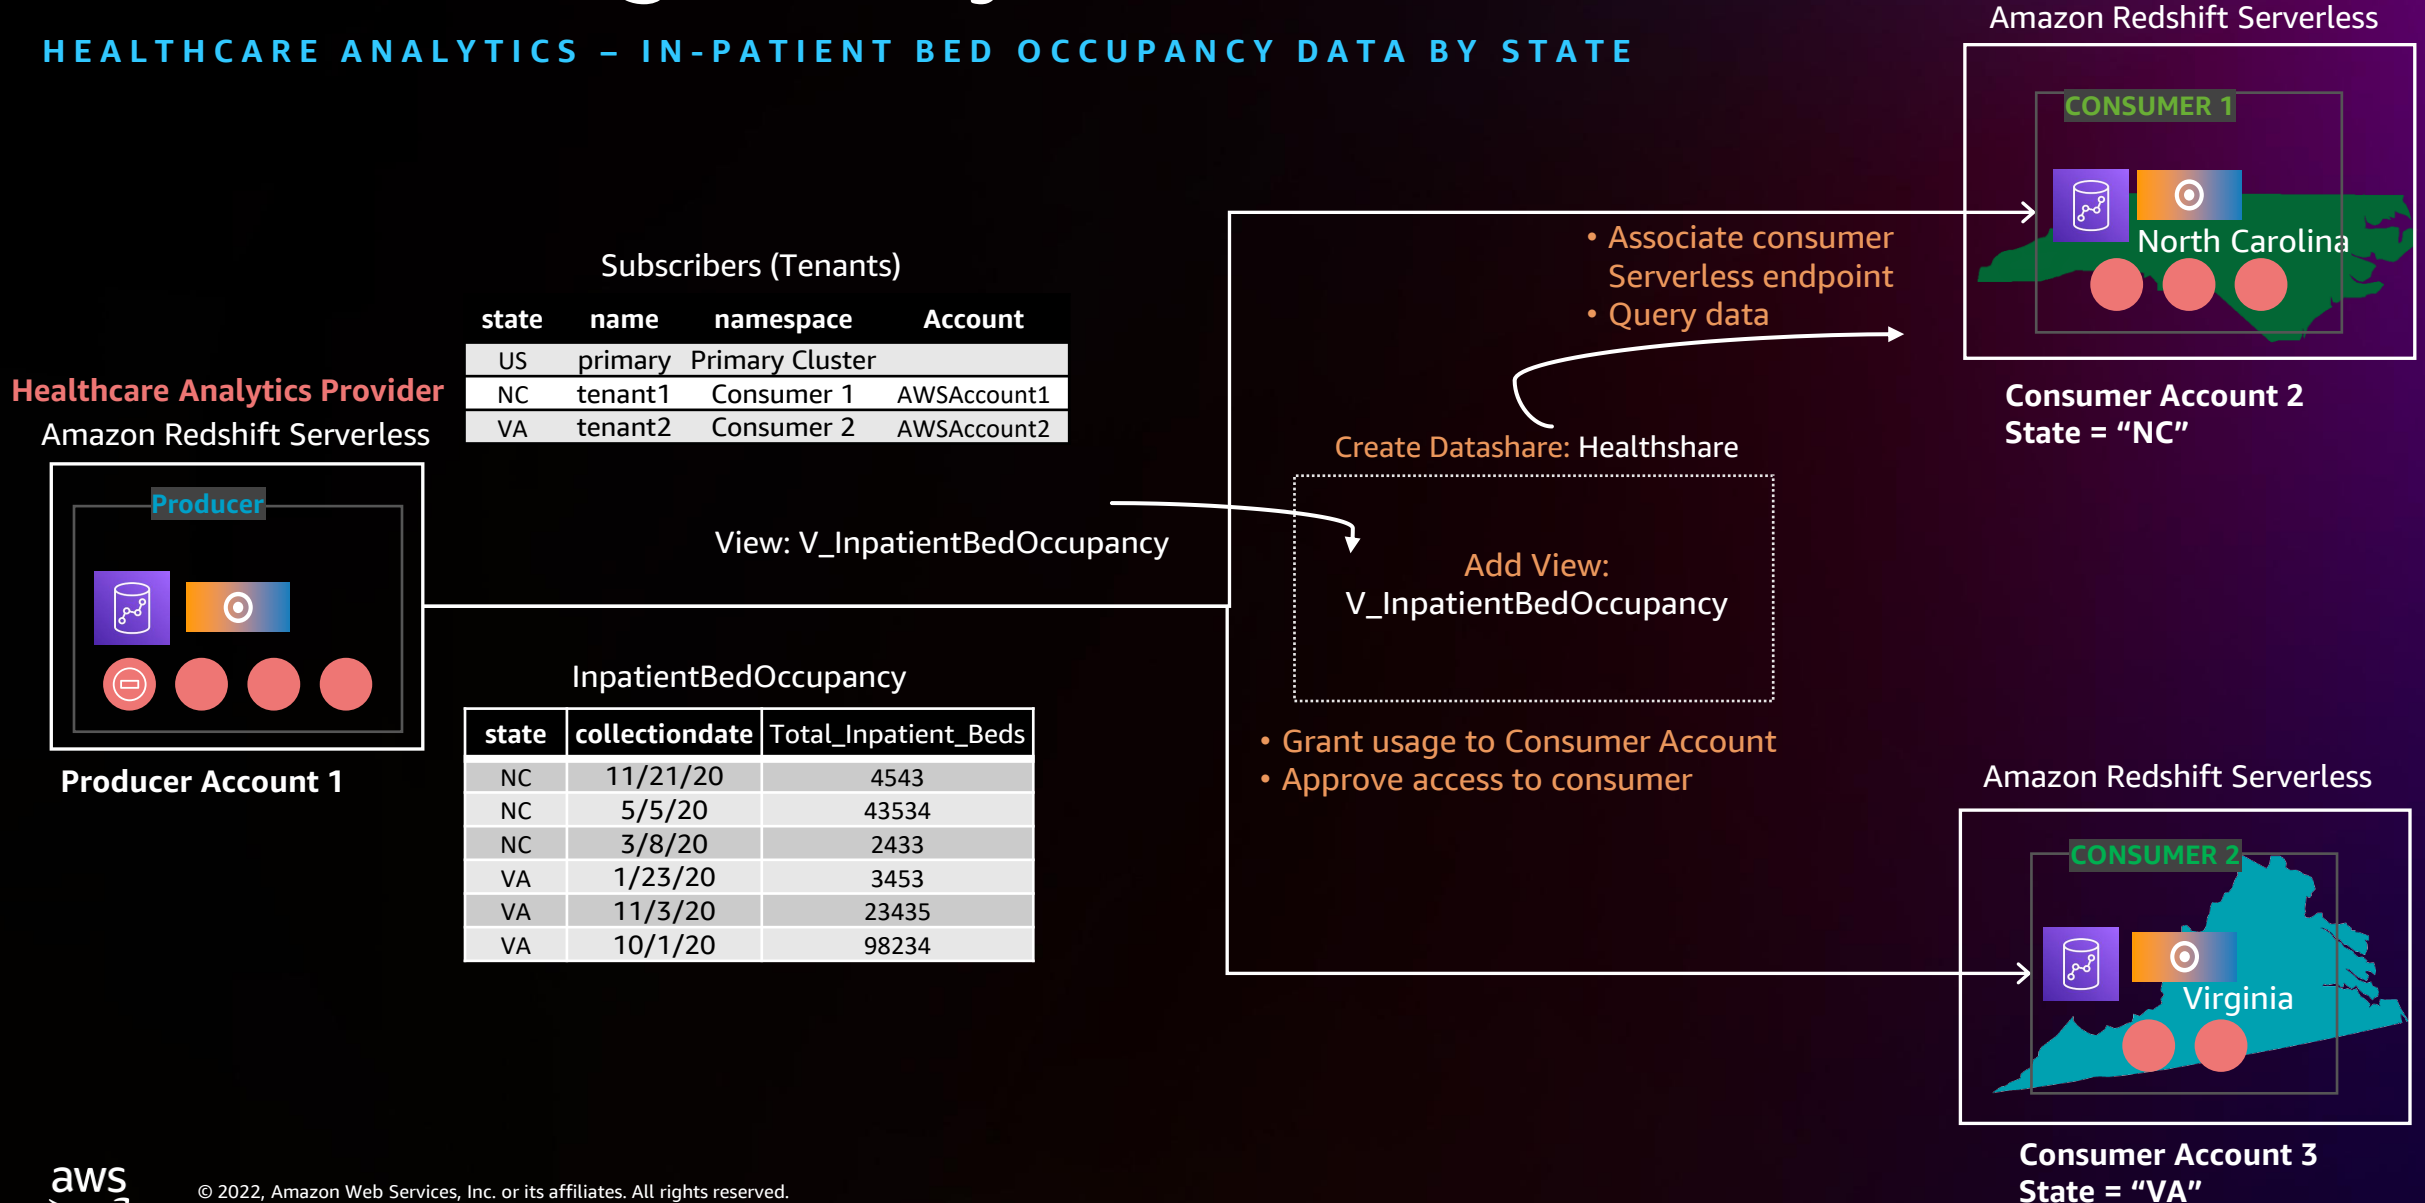 HEALTHCARE ANALYTICS – IN-PATIENT BED OCCUPANCY DATA BY STATE
Amazon Redshift Serverless
CONSUMER 1
North Carolina
Consumer Account 2
State = “NC”
• Associate consumer
Serverless endpoint
• Query data
Subscribers (Tenants)
state name namespace Account
US primary Primary Cluster
NC tenant1 Consumer 1 AWSAccount1
VA tenant2 Consumer 2 AWSAccount2
Healthcare Analytics Provider
Amazon Redshift Serverless
Producer
Producer Account 1
View: V_InpatientBedOccupancy
Create Datashare: Healthshare
Add View:
V_InpatientBedOccupancy
• Grant usage to Consumer Account
• Approve access to consumer
InpatientBedOccupancy
state collectiondate Total_Inpatient_Beds
NC 11/21/20 4543
NC 5/5/20 43534
NC 3/8/20 2433
VA 1/23/20 3453
VA 11/3/20 23435
VA 10/1/20 98234
Amazon Redshift Serverless
CONSUMER 2
Virginia
Consumer Account 3
State = “VA”
aws
© 2022, Amazon Web Services, Inc. or its affiliates. All rights reserved.